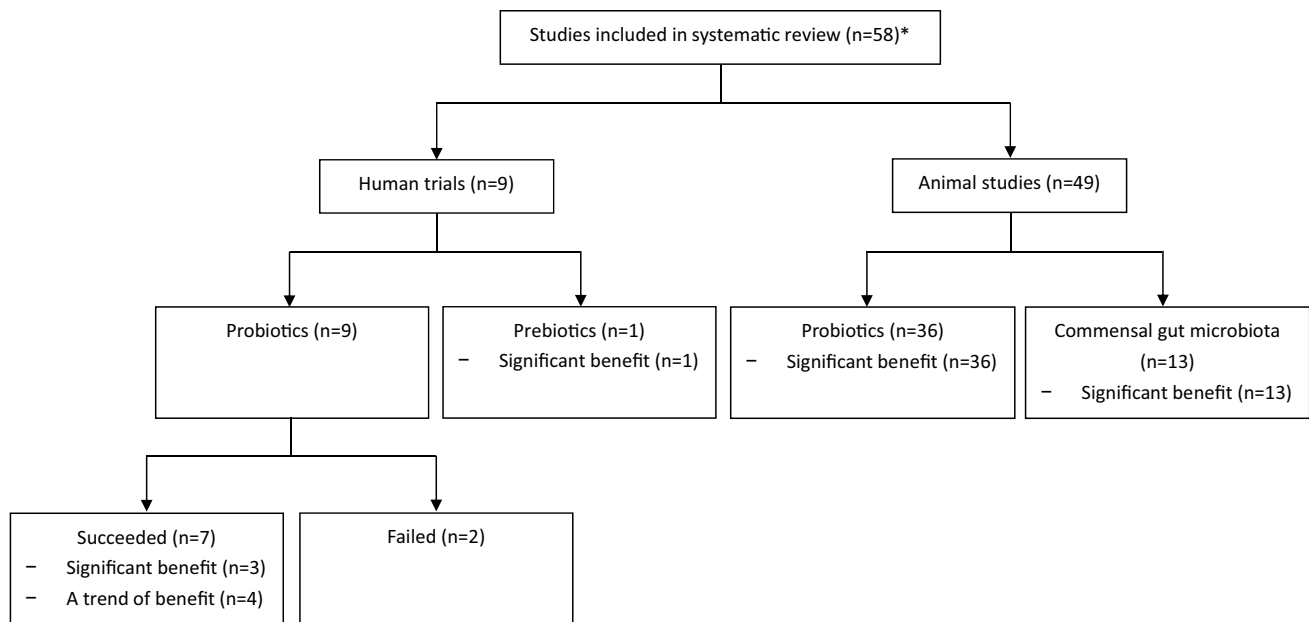 Studies included in systematic review (n=58)*
Human trials (n=9)
Animal studies (n=49)
Probiotics (n=9)
Prebiotics (n=1)
– Significant benefit (n=1)
Probiotics (n=36)
– Significant benefit (n=36)
Commensal gut microbiota
(n=13)
– Significant benefit (n=13)
Succeeded (n=7)
– Significant benefit (n=3)
– A trend of benefit (n=4)
Failed (n=2)